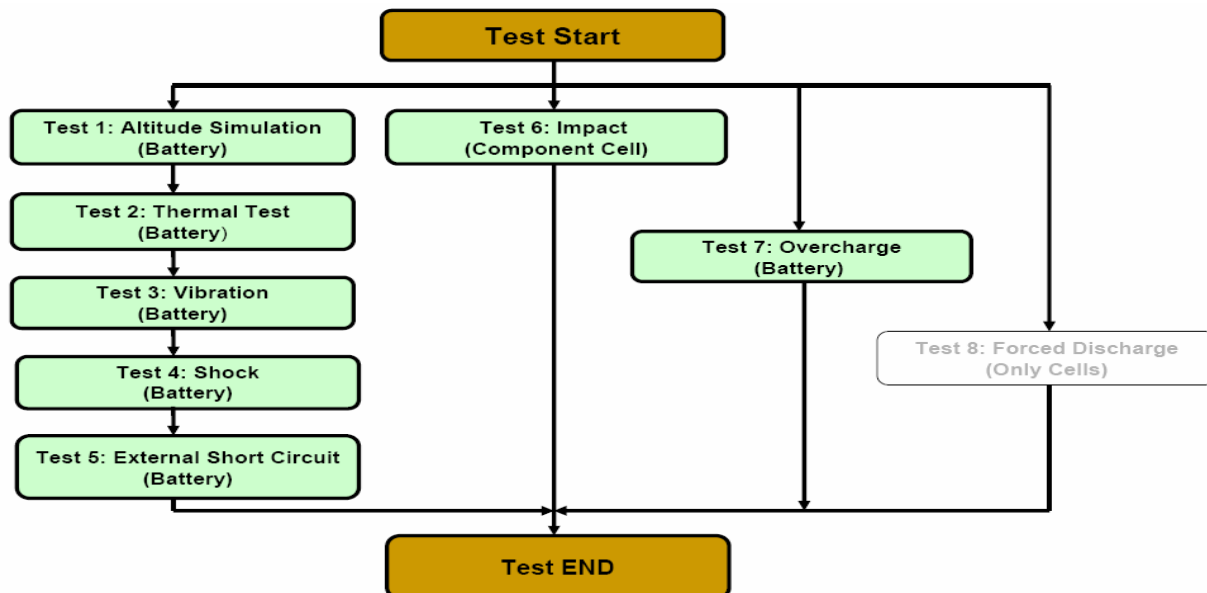 Test Start
Test 1: Altitude Simulation
(Battery)
Test 6: Impact
(Component Cell)
Test 2: Thermal Test
(Battery)
Test 7: Overcharge
(Battery)
Test 3: Vibration
(Battery)
Test 8: Forced Discharge
(Only Cells)
Test 4: Shock
(Battery)
Test 5: External Short Circuit
(Battery)
Test END